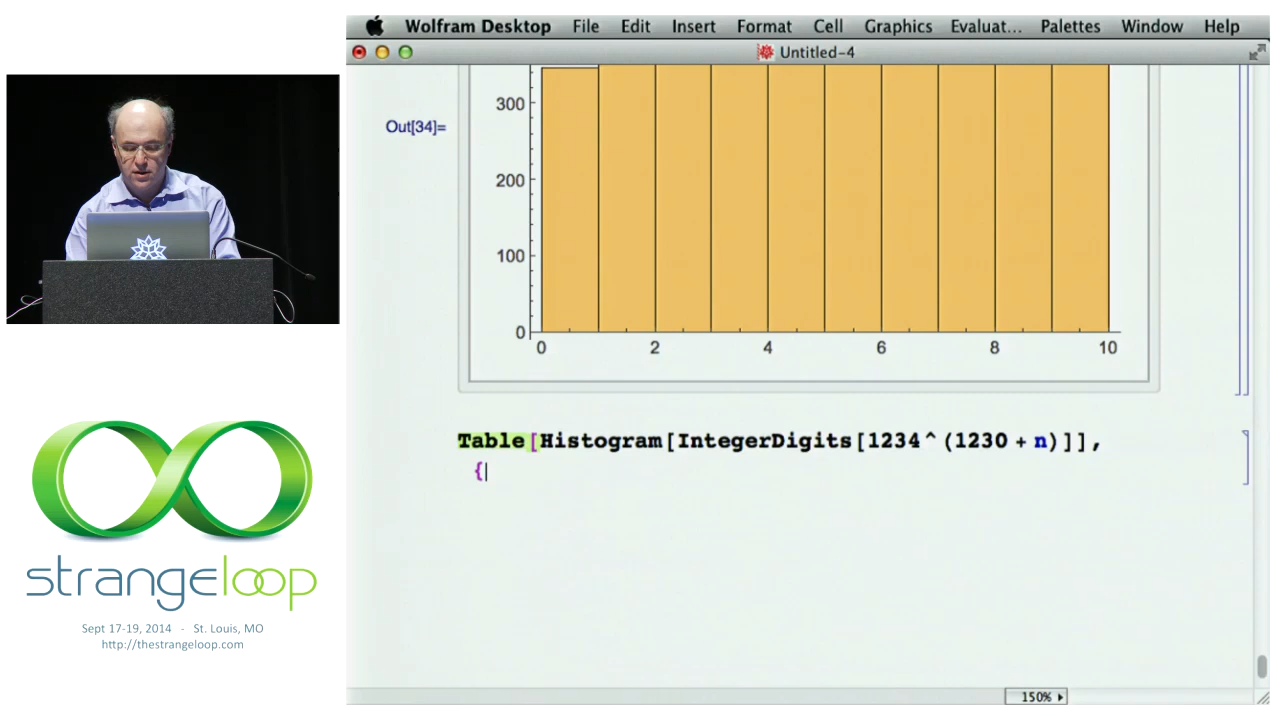 Wolfram Desktop File Edit Insert Format Cell Graphics Evaluat... Palettes Window Help
Untitled-4
Out[34]=
300
200
100
0
0 2 4 6 8 10
Table[Histogram[IntegerDigits[1234^(1230 + n)]],
{
150%
strangeloop
Sept 17-19, 2014 - St. Louis, MO
http://thestrangeloop.com